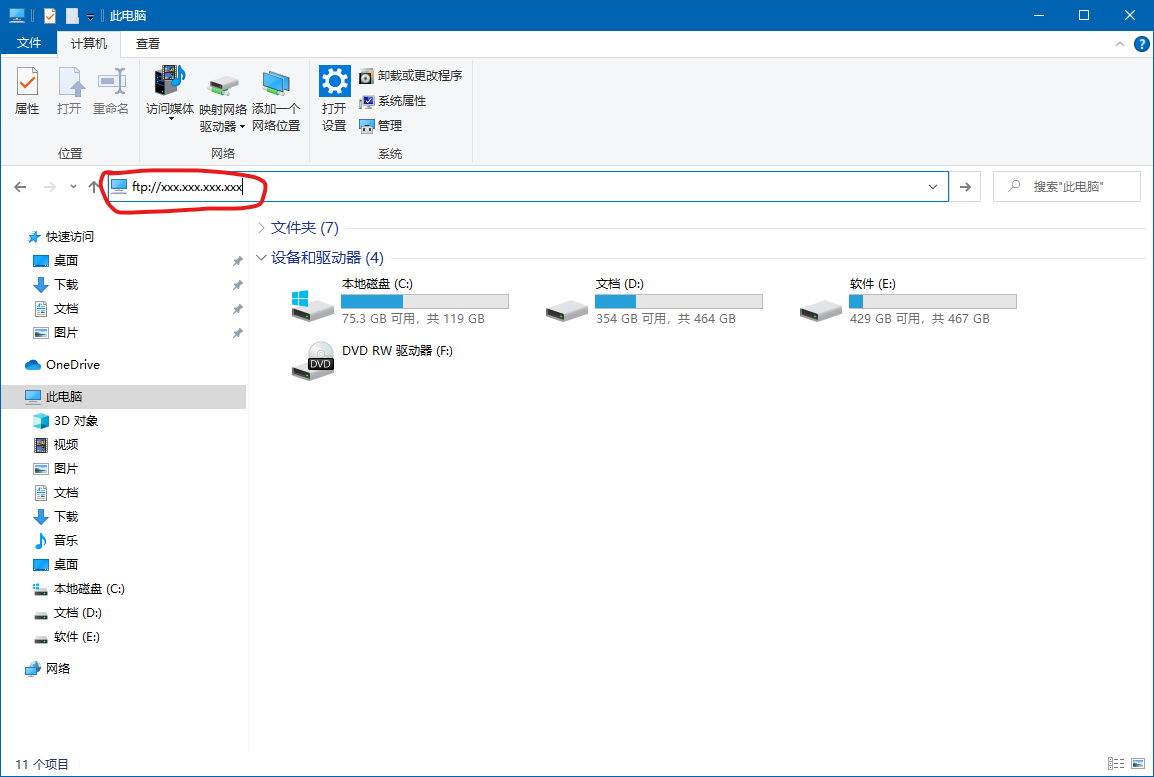 此电脑
文件 计算机 查看
属性 打开 重命名 访问媒体 映射网络驱动器 添加一个网络位置 打开设置 卸载或更改程序
系统属性
管理
位置 网络 系统
ftp://xxx.xxx.xxx.xxx 搜索"此电脑"
快速访问
桌面
下载
文档
图片
OneDrive
此电脑
3D 对象
视频
图片
文档
下载
音乐
桌面
本地磁盘 (C:)
文档 (D:)
软件 (E:)
网络
文件夹 (7)
设备和驱动器 (4)
本地磁盘 (C:)
75.3 GB 可用，共 119 GB
文档 (D:)
354 GB 可用，共 464 GB
软件 (E:)
429 GB 可用，共 467 GB
DVD
DVD RW 驱动器 (F:)
11 个项目